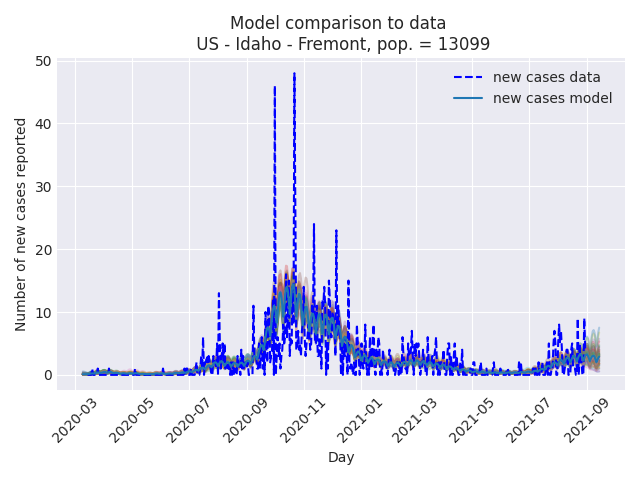 Model comparison to data
US - Idaho - Fremont, pop. = 13099
new cases data
new cases model
Number of new cases reported
50
40
30
20
10
0
2020-03
2020-05
2020-07
2020-09
2020-11
2021-01
2021-03
2021-05
2021-07
2021-09
Day